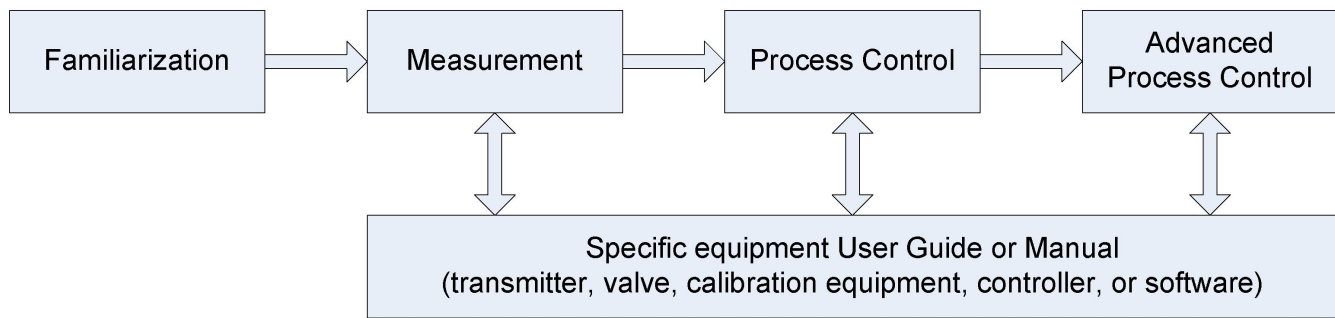 Familiarization
Measurement
Process Control
Advanced
Process Control
Specific equipment User Guide or Manual
(transmitter, valve, calibration equipment, controller, or software)